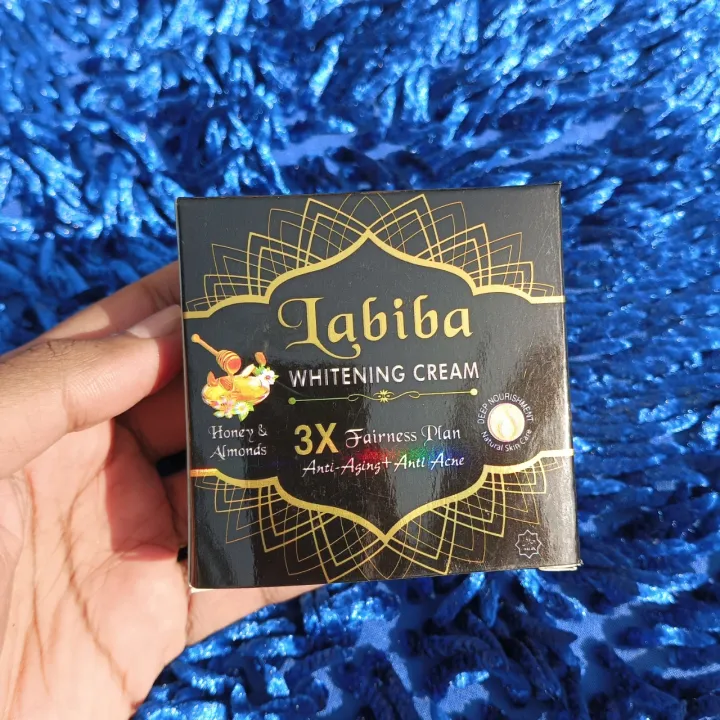 Labiba
WHITENING CREAM
Honey &
Almonds
3X Fairness Plan
Anti-Aging+Anti Acne
DEEP NOURISHMENT
Natural Skin Care